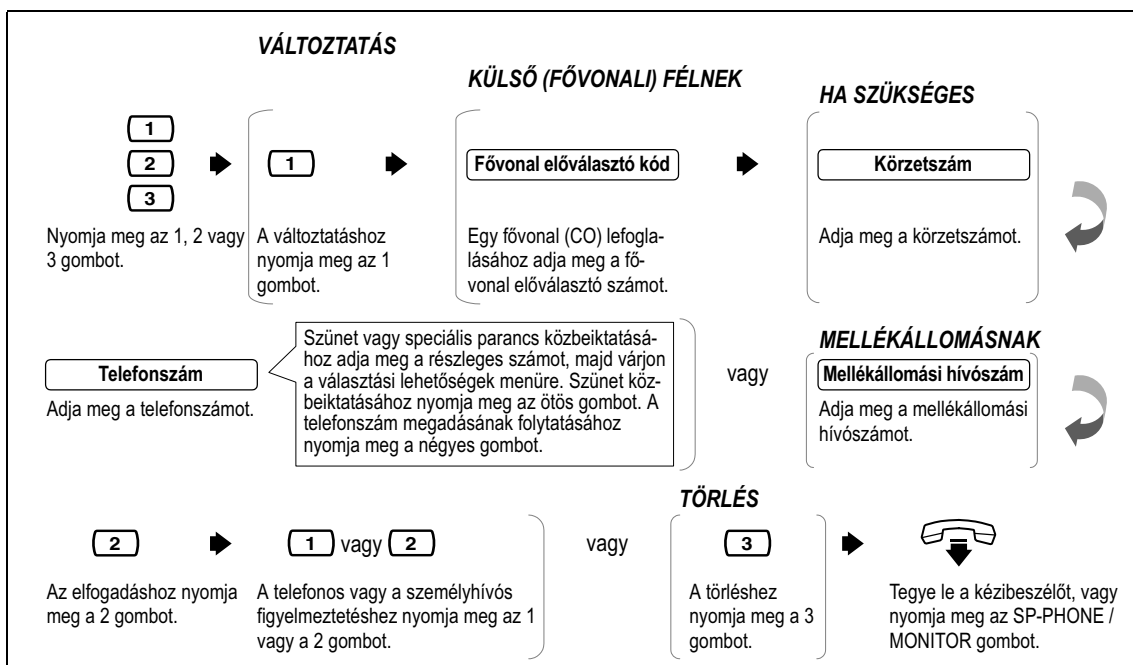 VÁLTOZTATÁS
KÜLSŐ (FŐVONALI) FÉLNEK
HA SZÜKSÉGES
1
2
3
Nyomja meg az 1, 2 vagy
3 gombot.
1
A változtatáshoz
nyomja meg az 1
gombot.
Fővonal előválasztó kód
Egy fővonal (CO) lefogla-
lásához adja meg a fő-
vonal előválasztó számot.
Körzetszám
Adja meg a körzetszámot.
Telefonszám
Adja meg a telefonszámot.
Szünet vagy speciális parancs közbeiktatásá-
hoz adja meg a részleges számot, majd várjon
a választási lehetőségek menüre. Szünet köz-
beiktatásához nyomja meg az ötös gombot. A
telefonszám megadásának folytatásához
nyomja meg a négyes gombot.
vagy
MELLÉKÁLLOMÁSNAK
Mellékállomási hívószám
Adja meg a mellékállomási
hívószámot.
2
Az elfogadáshoz nyomja
meg a 2 gombot.
1 vagy 2
A telefonos vagy a személyhívós
figyelmeztetéshez nyomja meg az 1
vagy a 2 gombot.
vagy
TÖRLÉS
3
A törléshez
nyomja meg a 3
gombot.
Tegye le a kézibeszélőt, vagy
nyomja meg az SP-PHONE /
MONITOR gombot.